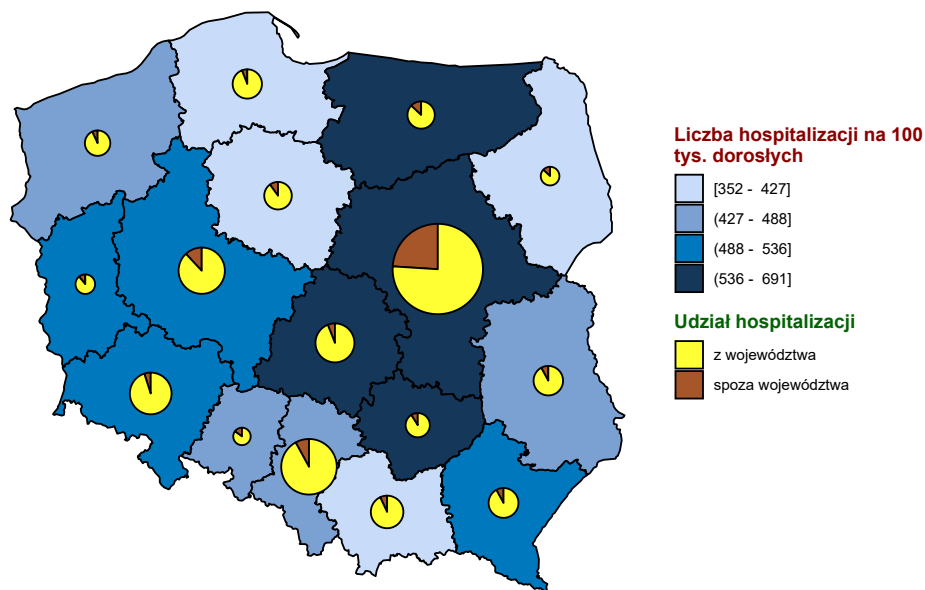 Liczba hospitalizacji na 100
tys. dorosłych
[352 - 427]
(427 - 488]
(488 - 536]
(536 - 691]
Udział hospitalizacji
z województwa
spoza województwa